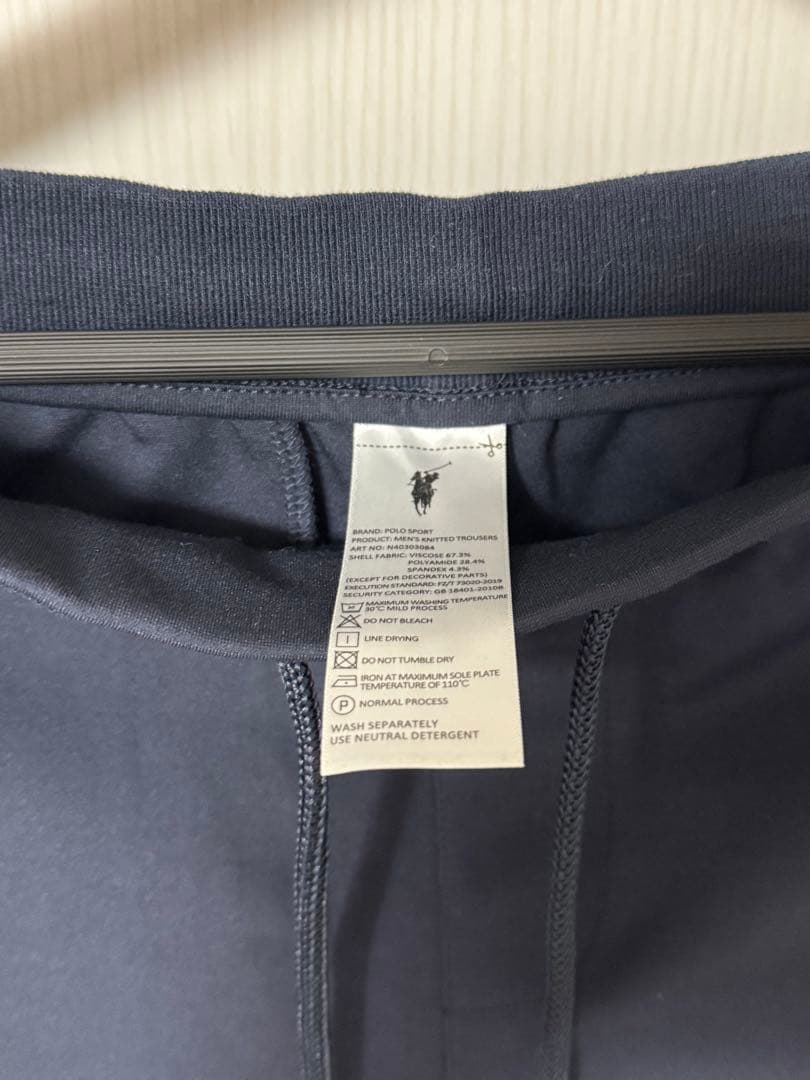 BRAND: POLO SPORT
PRODUCT: MEN'S KNITTED TROUSERS
ART NO: N40303084
SHELL FABRIC: VISCOSE 67.3%
POLYAMIDE 28.4%
SPANDEX 4.3%
(EXCEPT FOR DECORATIVE PARTS)
EXECUTION STANDARD: FZ/T 73020-2019
SECURITY CATEGORY: GB 18401-2010B
MAXIMUM WASHING TEMPERATURE
30℃ MILD PROCESS
DO NOT BLEACH
LINE DRYING
DO NOT TUMBLE DRY
IRON AT MAXIMUM SOLE PLATE
TEMPERATURE OF 110℃
P NORMAL PROCESS
WASH SEPARATELY
USE NEUTRAL DETERGENT